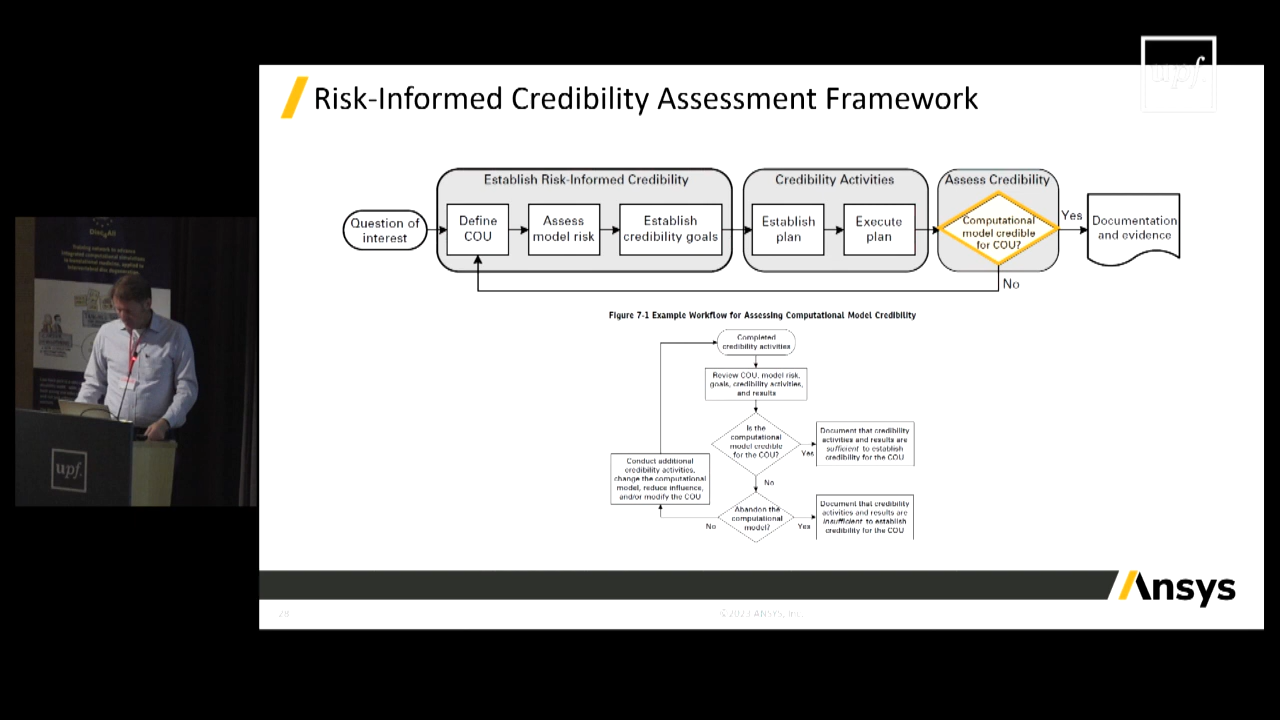 upf.
Risk-Informed Credibility Assessment Framework
Establish Risk-Informed Credibility
Credibility Activities
Assess Credibility
Question of
interest
Define
COU
Assess
model risk
Establish
credibility goals
Establish
plan
Execute
plan
Computational
model credible
for COU?
Yes
Documentation
and evidence
No
Figure 7-1 Example Workflow for Assessing Computational Model Credibility
Completed
credibility activities
Review COU, model risk,
goals, credibility activities,
and results
Is the
computational
model credible
for the COU?
Yes
Document that credibility
activities and results are
sufficient to establish
credibility for the COU
Conduct additional
credibility activities,
change the computational
model, reduce influence,
and/or modify the COU
No
Abandon the
computational
model?
No
Yes
Document that credibility
activities and results are
insufficient to establish
credibility for the COU
Ansys
28
©2023 ANSYS, Inc.
Disc4All
upf.